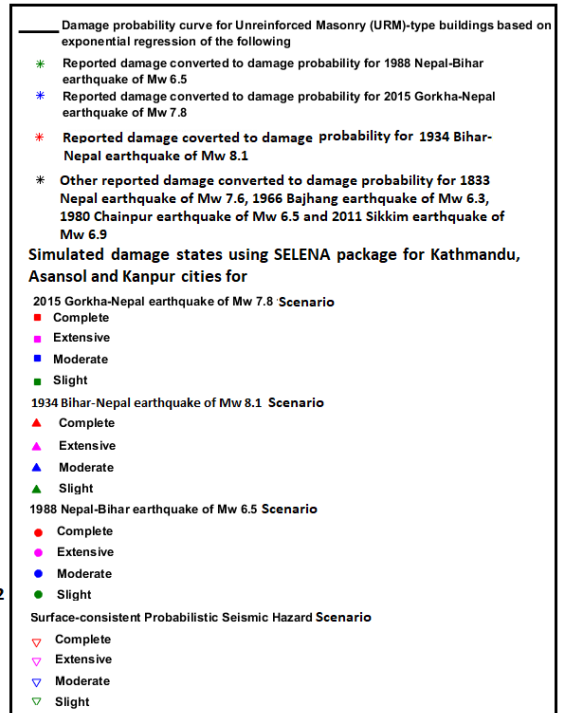 Damage probability curve for Unreinforced Masonry (URM)-type buildings based on
exponential regression of the following
Reported damage converted to damage probability for 1988 Nepal-Bihar
earthquake of Mw 6.5
Reported damage converted to damage probability for 2015 Gorkha-Nepal
earthquake of Mw 7.8
Reported damage coverted to damage probability for 1934 Bihar-
Nepal earthquake of Mw 8.1
Other reported damage converted to damage probability for 1833
Nepal earthquake of Mw 7.6, 1966 Bajhang earthquake of Mw 6.3,
1980 Chainpur earthquake of Mw 6.5 and 2011 Sikkim earthquake of
Mw 6.9
Simulated damage states using SELENA package for Kathmandu,
Asansol and Kanpur cities for
2015 Gorkha-Nepal earthquake of Mw 7.8 Scenario
Complete
Extensive
Moderate
Slight
1934 Bihar-Nepal earthquake of Mw 8.1 Scenario
Complete
Extensive
Moderate
Slight
1988 Nepal-Bihar earthquake of Mw 6.5 Scenario
Complete
Extensive
Moderate
Slight
Surface-consistent Probabilistic Seismic Hazard Scenario
Complete
Extensive
Moderate
Slight